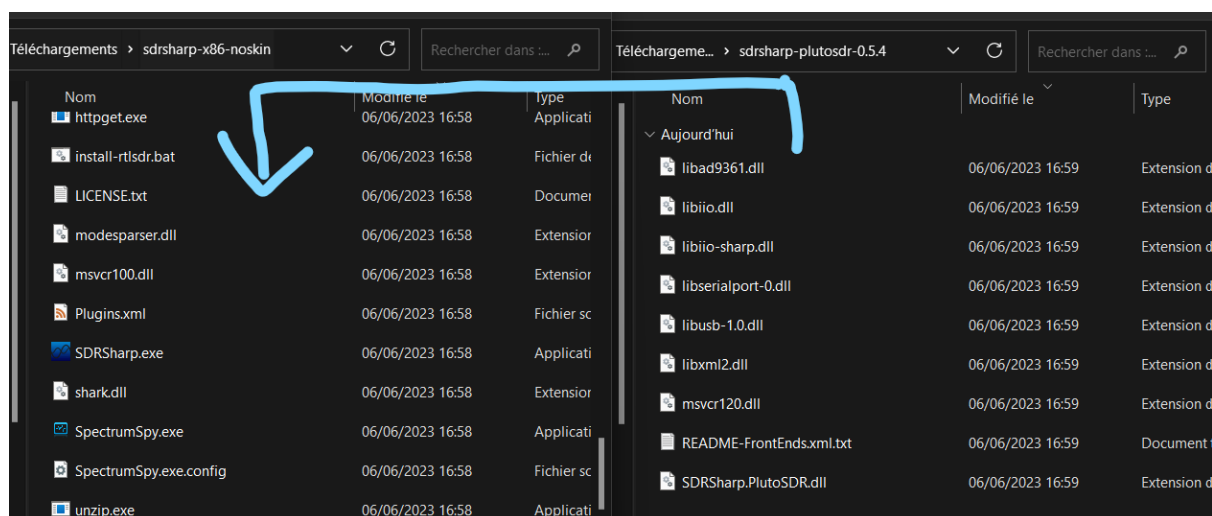 Téléchargements > sdrsharp-x86-noskin
Rechercher dans :...
Nom Modifié le Type
httpget.exe 06/06/2023 16:58 Applicati
install-rtlsdr.bat 06/06/2023 16:58 Fichier de
LICENSE.txt 06/06/2023 16:58 Documen
modesparser.dll 06/06/2023 16:58 Extension
msvcr100.dll 06/06/2023 16:58 Extension
Plugins.xml 06/06/2023 16:58 Fichier sc
SDRSharp.exe 06/06/2023 16:58 Applicati
shark.dll 06/06/2023 16:58 Extension
SpectrumSpy.exe 06/06/2023 16:58 Applicati
SpectrumSpy.exe.config 06/06/2023 16:58 Fichier sc
unzip.exe 06/06/2023 16:58 Applicati
Téléchargeme... > sdrsharp-plutosdr-0.5.4
Rechercher dans :...
Nom Modifié le Type
Aujourd'hui
libad9361.dll 06/06/2023 16:59 Extension d
libiio.dll 06/06/2023 16:59 Extension d
libiio-sharp.dll 06/06/2023 16:59 Extension d
libserialport-0.dll 06/06/2023 16:59 Extension d
libusb-1.0.dll 06/06/2023 16:59 Extension d
libxml2.dll 06/06/2023 16:59 Extension d
msvcr120.dll 06/06/2023 16:59 Extension d
README-FrontEnds.xml.txt 06/06/2023 16:59 Document t
SDRSharp.PlutoSDR.dll 06/06/2023 16:59 Extension d